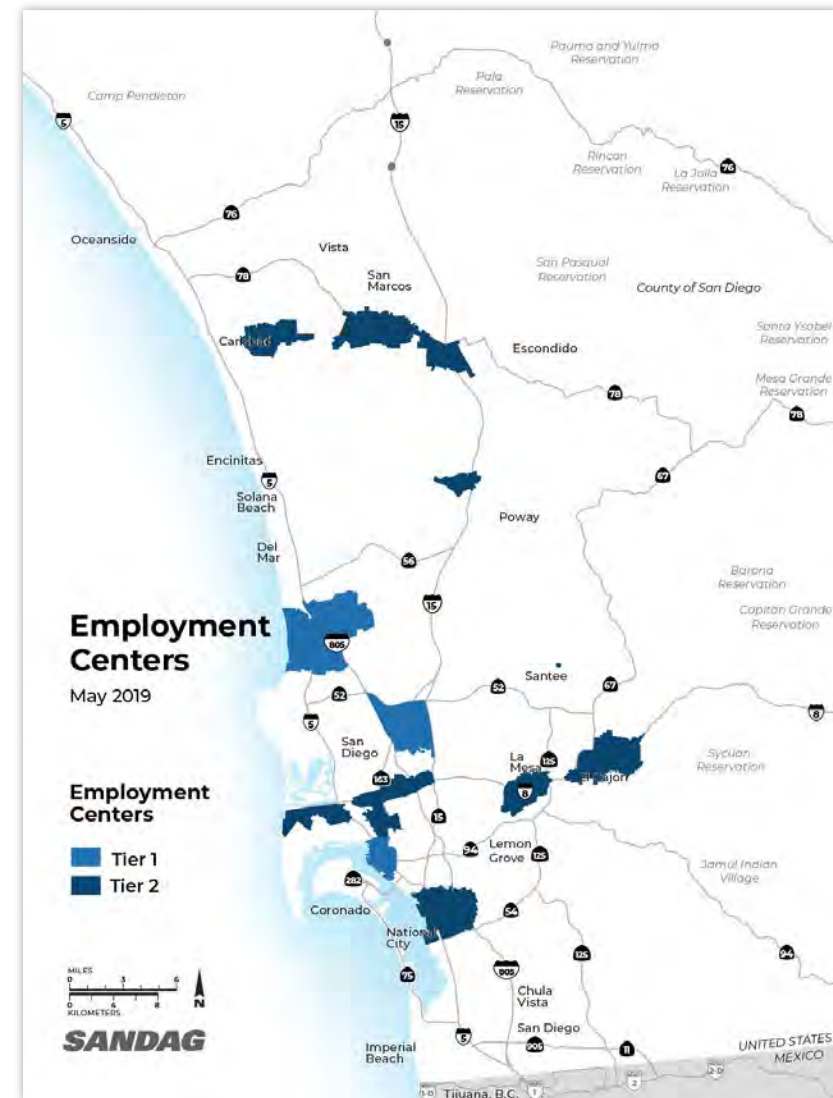 Pauma and Yuima
Reservation
Pala
Reservation
Camp Pendleton
5
15
Rincon
Reservation
La Jolla
Reservation
76
76
Oceanside
Vista
78
San
Marcos
San Pasqual
Reservation
County of San Diego
Carlsbad
Escondido
Santa Ysabel
Reservation
Mesa Grande
Reservation
78
78
Encinitas
5
Solana
Beach
67
Poway
Del
Mar
56
Barona
Reservation
15
Capitan Grande
Reservation
Employment
Centers
May 2019
805
52
52
Santee
67
5
8
San
Diego
La
Mesa
125
Sycuan
Reservation
El Cajon
163
8
Employment
Centers
Tier 1
Tier 2
15
94
Lemon
Grove
125
Jamul Indian
Village
282
Coronado
54
National
City
125
94
75
905
Chula
Vista
MILES
0 3 6
0 4 8
KILOMETERS
N
SANDAG
San Diego
5
905
11
Imperial
Beach
UNITED STATES
MEXICO
1-D
Tijuana, B.C.
1
2
2-D